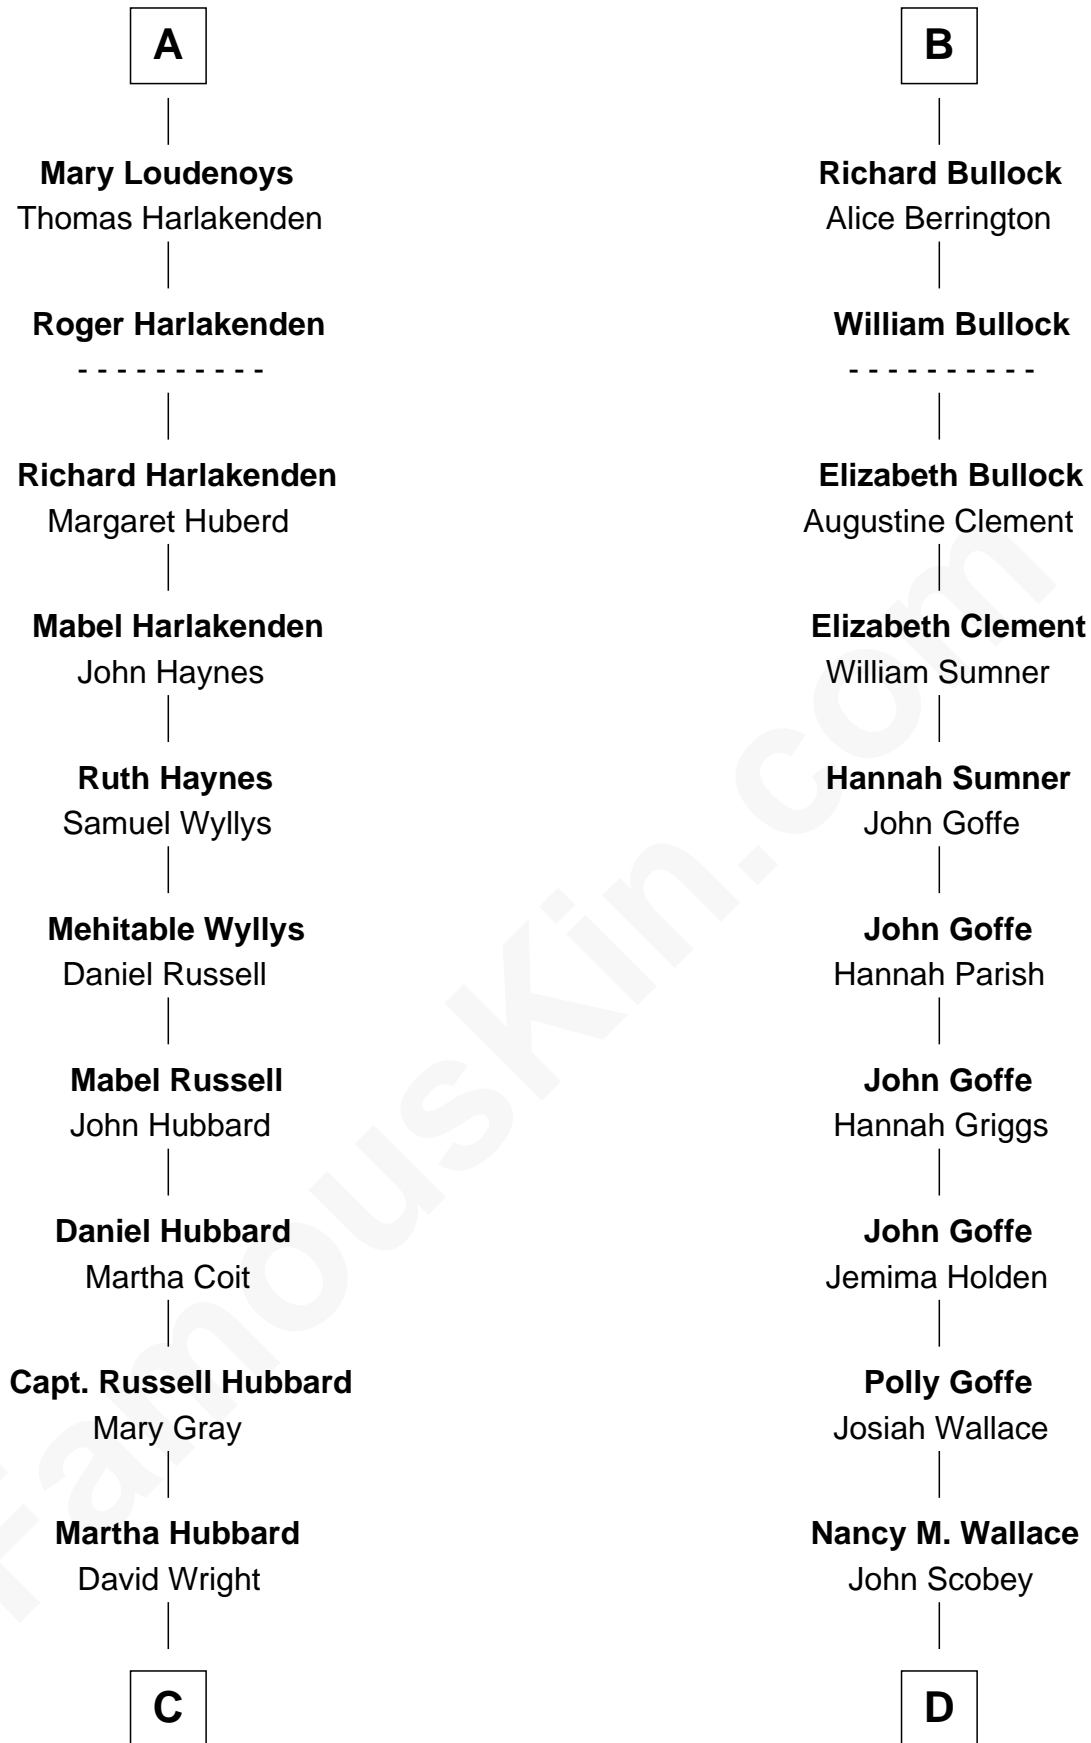 A
Mary Loudenoys
Thomas Harlakenden
Roger Harlakenden
- - - - - - - - - -
Richard Harlakenden
Margaret Huberd
Mabel Harlakenden
John Haynes
Ruth Haynes
Samuel Wyllys
Mehitable Wyllys
Daniel Russell
Mabel Russell
John Hubbard
Daniel Hubbard
Martha Coit
Capt. Russell Hubbard
Mary Gray
Martha Hubbard
David Wright
C
B
Richard Bullock
Alice Berrington
William Bullock
- - - - - - - - - -
Elizabeth Bullock
Augustine Clement
Elizabeth Clement
William Sumner
Hannah Sumner
John Goffe
John Goffe
Hannah Parish
John Goffe
Hannah Griggs
John Goffe
Jemima Holden
Polly Goffe
Josiah Wallace
Nancy M. Wallace
John Scobey
D
FamousKin.com